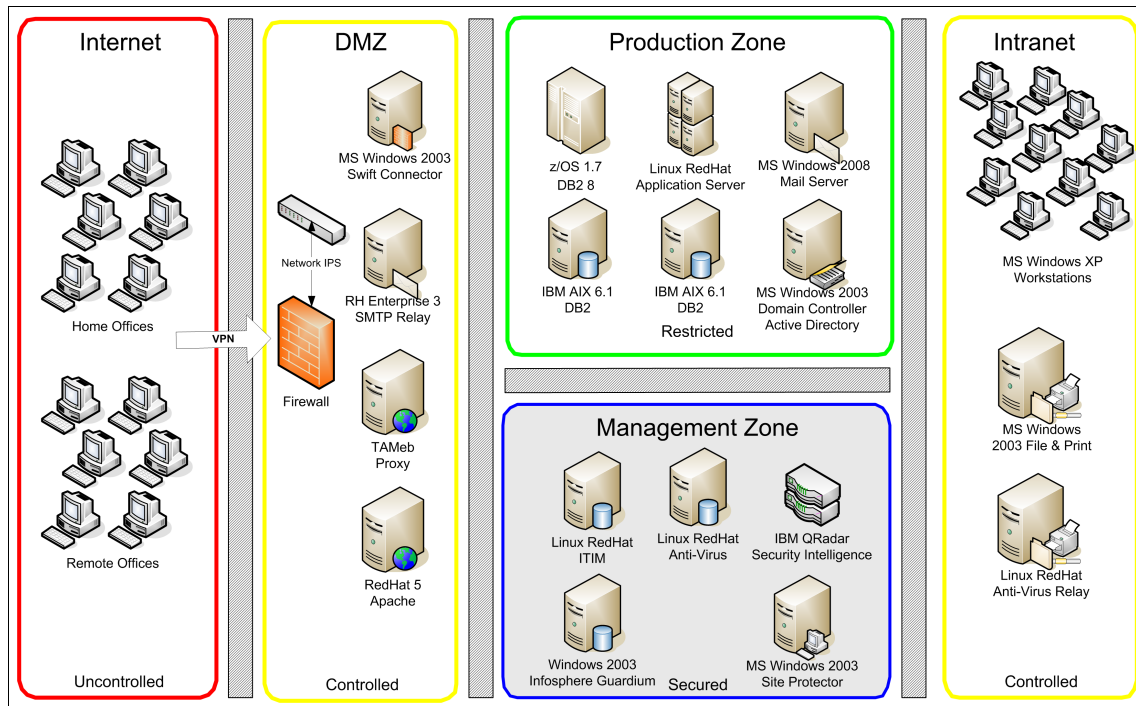 Internet
Home Offices
VPN
Remote Offices
Uncontrolled
DMZ
MS Windows 2003
Swift Connector
Network IPS
RH Enterprise 3
SMTP Relay
Firewall
TAMeb
Proxy
RedHat 5
Apache
Controlled
Production Zone
z/OS 1.7
DB2 8
Linux RedHat
Application Server
MS Windows 2008
Mail Server
IBM AIX 6.1
DB2
IBM AIX 6.1
DB2
MS Windows 2003
Domain Controller
Active Directory
Restricted
Management Zone
Linux RedHat
ITIM
Linux RedHat
Anti-Virus
IBM QRadar
Security Intelligence
Windows 2003
Infosphere Guardium
MS Windows 2003
Site Protector
Secured
Intranet
MS Windows XP
Workstations
MS Windows
2003 File & Print
Linux RedHat
Anti-Virus Relay
Controlled